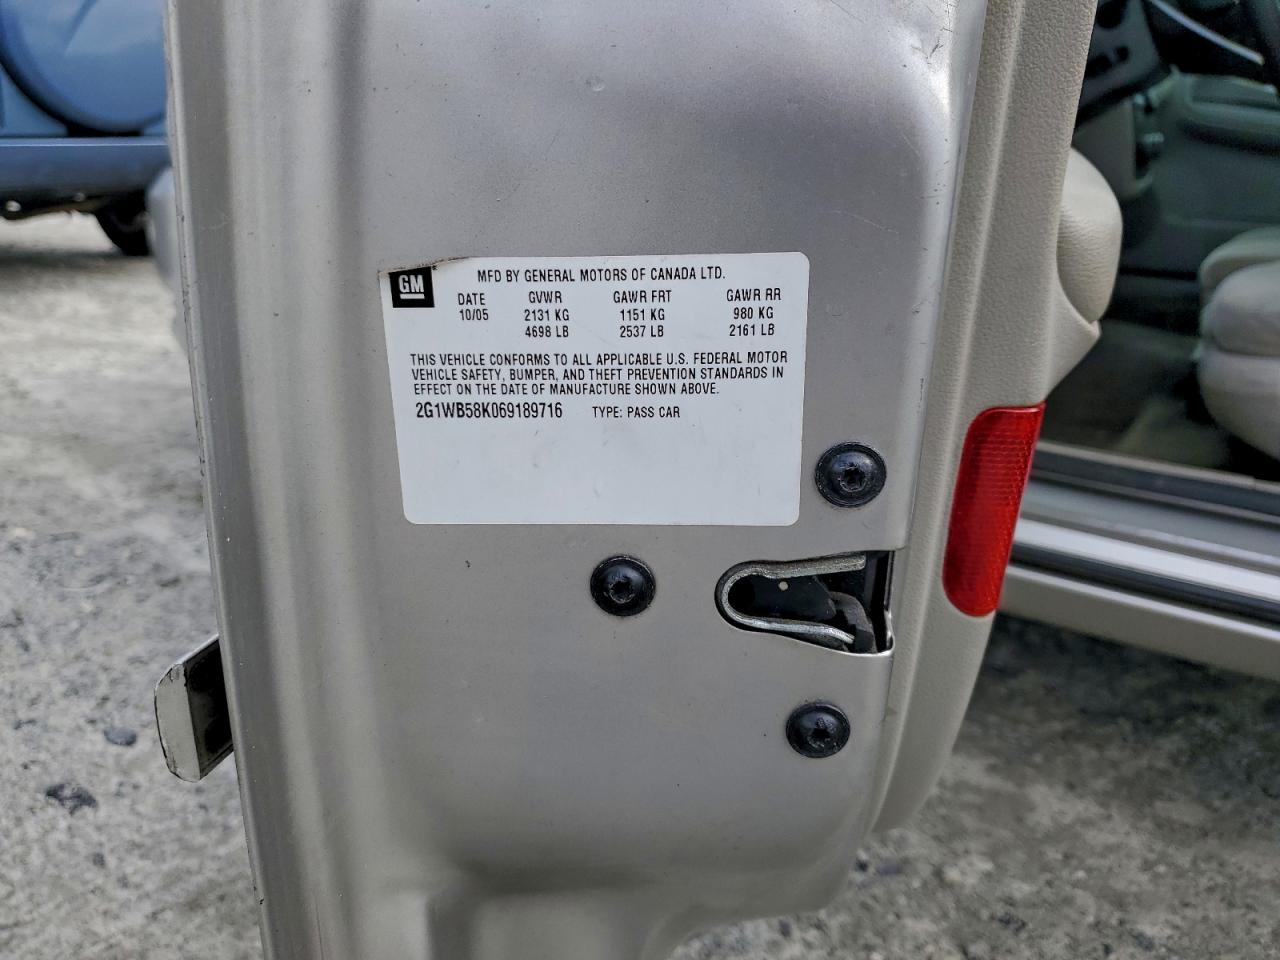 GM
MFD BY GENERAL MOTORS OF CANADA LTD.
DATE GVWR GAWR FRT GAWR RR
10/05 2131 KG 1151 KG 980 KG
4698 LB 2537 LB 2161 LB
THIS VEHICLE CONFORMS TO ALL APPLICABLE U.S. FEDERAL MOTOR
VEHICLE SAFETY, BUMPER, AND THEFT PREVENTION STANDARDS IN
EFFECT ON THE DATE OF MANUFACTURE SHOWN ABOVE.
2G1WB58K069189716 TYPE: PASS CAR